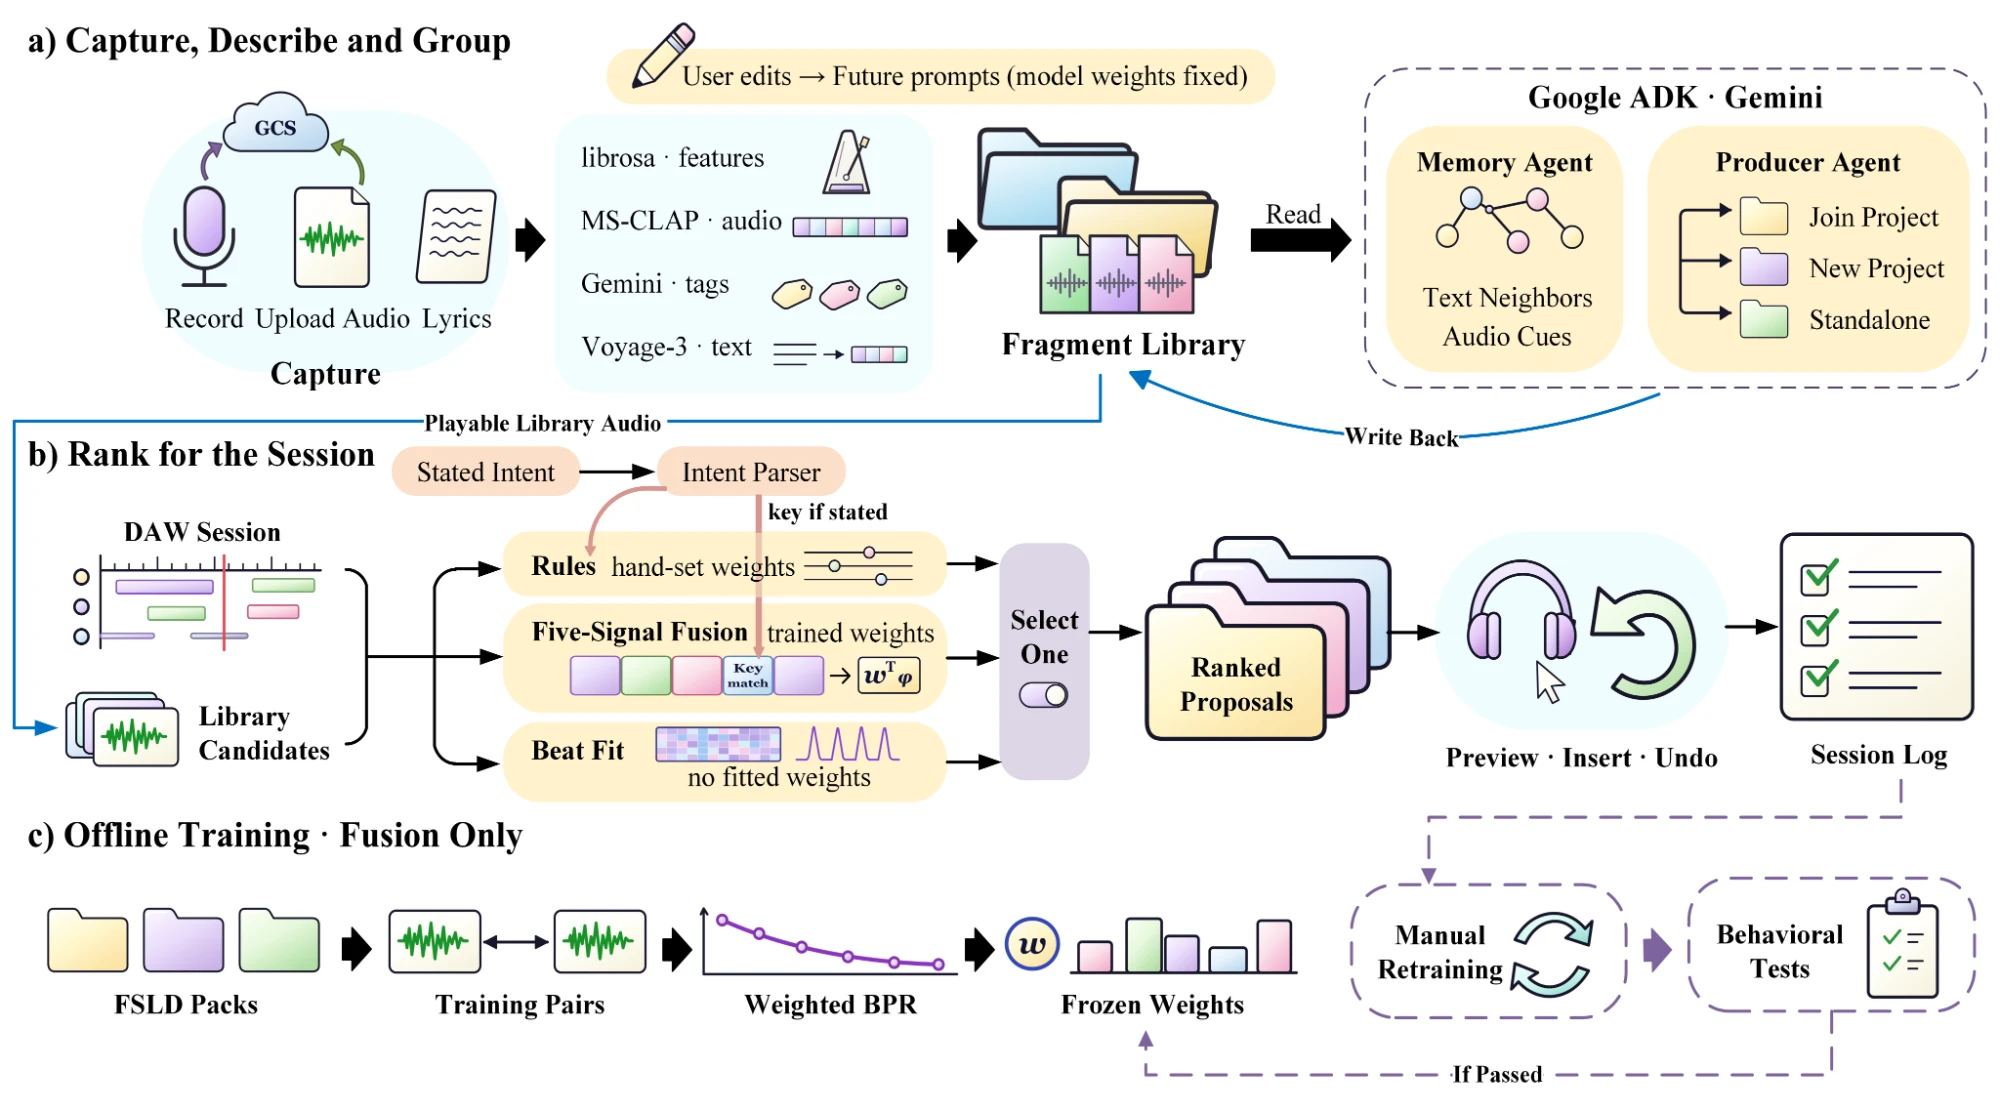 a) Capture, Describe and Group
User edits → Future prompts (model weights fixed)
GCS
Record
Upload Audio
Lyrics
Capture
librosa · features
MS-CLAP · audio
Gemini · tags
Voyage-3 · text
Fragment Library
Read
Google ADK · Gemini
Memory Agent
Text Neighbors
Audio Cues
Producer Agent
Join Project
New Project
Standalone
Write Back
Playable Library Audio
b) Rank for the Session
Stated Intent
Intent Parser
key if stated
DAW Session
Library
Candidates
Rules hand-set weights
Five-Signal Fusion trained weights
Key
match
→ w^T φ
Beat Fit
no fitted weights
Select
One
Ranked
Proposals
Preview · Insert · Undo
Session Log
c) Offline Training · Fusion Only
FSLD Packs
Training Pairs
Weighted BPR
w
Frozen Weights
Manual
Retraining
Behavioral
Tests
If Passed